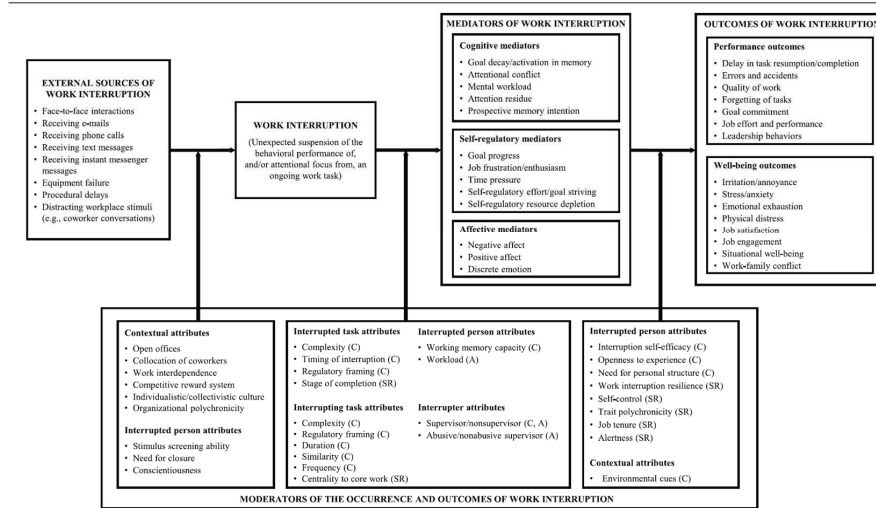 EXTERNAL SOURCES OF
WORK INTERRUPTION
• Face-to-face interactions
• Receiving e-mails
• Receiving phone calls
• Receiving text messages
• Receiving instant messenger
messages
• Equipment failure
• Procedural delays
• Distracting workplace stimuli
(e.g., coworker conversations)
WORK INTERRUPTION
(Unexpected suspension of the
behavioral performance of,
and/or attentional focus from, an
ongoing work task)
MEDIATORS OF WORK INTERRUPTION
Cognitive mediators
• Goal decay/activation in memory
• Attentional conflict
• Mental workload
• Attention residue
• Prospective memory intention
Self-regulatory mediators
• Goal progress
• Job frustration/enthusiasm
• Time pressure
• Self-regulatory effort/goal striving
• Self-regulatory resource depletion
Affective mediators
• Negative affect
• Positive affect
• Discrete emotion
OUTCOMES OF WORK INTERRUPTION
Performance outcomes
• Delay in task resumption/completion
• Errors and accidents
• Quality of work
• Forgetting of tasks
• Goal commitment
• Job effort and performance
• Leadership behaviors
Well-being outcomes
• Irritation/annoyance
• Stress/anxiety
• Emotional exhaustion
• Physical distress
• Job satisfaction
• Job engagement
• Situational well-being
• Work-family conflict
Contextual attributes
• Open offices
• Collocation of coworkers
• Work interdependence
• Competitive reward system
• Individualistic/collectivistic culture
• Organizational polychronicity
Interrupted person attributes
• Stimulus screening ability
• Need for closure
• Conscientiousness
Interrupted task attributes
• Complexity (C)
• Timing of interruption (C)
• Regulatory framing (C)
• Stage of completion (SR)
Interrupting task attributes
• Complexity (C)
• Regulatory framing (C)
• Duration (C)
• Similarity (C)
• Frequency (C)
• Centrality to core work (SR)
Interrupted person attributes
• Working memory capacity (C)
• Workload (A)
Interrupter attributes
• Supervisor/nonsupervisor (C, A)
• Abusive/nonabusive supervisor (A)
Interrupted person attributes
• Interruption self-efficacy (C)
• Openness to experience (C)
• Need for personal structure (C)
• Work interruption resilience (SR)
• Self-control (SR)
• Trait polychronicity (SR)
• Job tenure (SR)
• Alertness (SR)
Contextual attributes
• Environmental cues (C)
MODERATORS OF THE OCCURRENCE AND OUTCOMES OF WORK INTERRUPTION